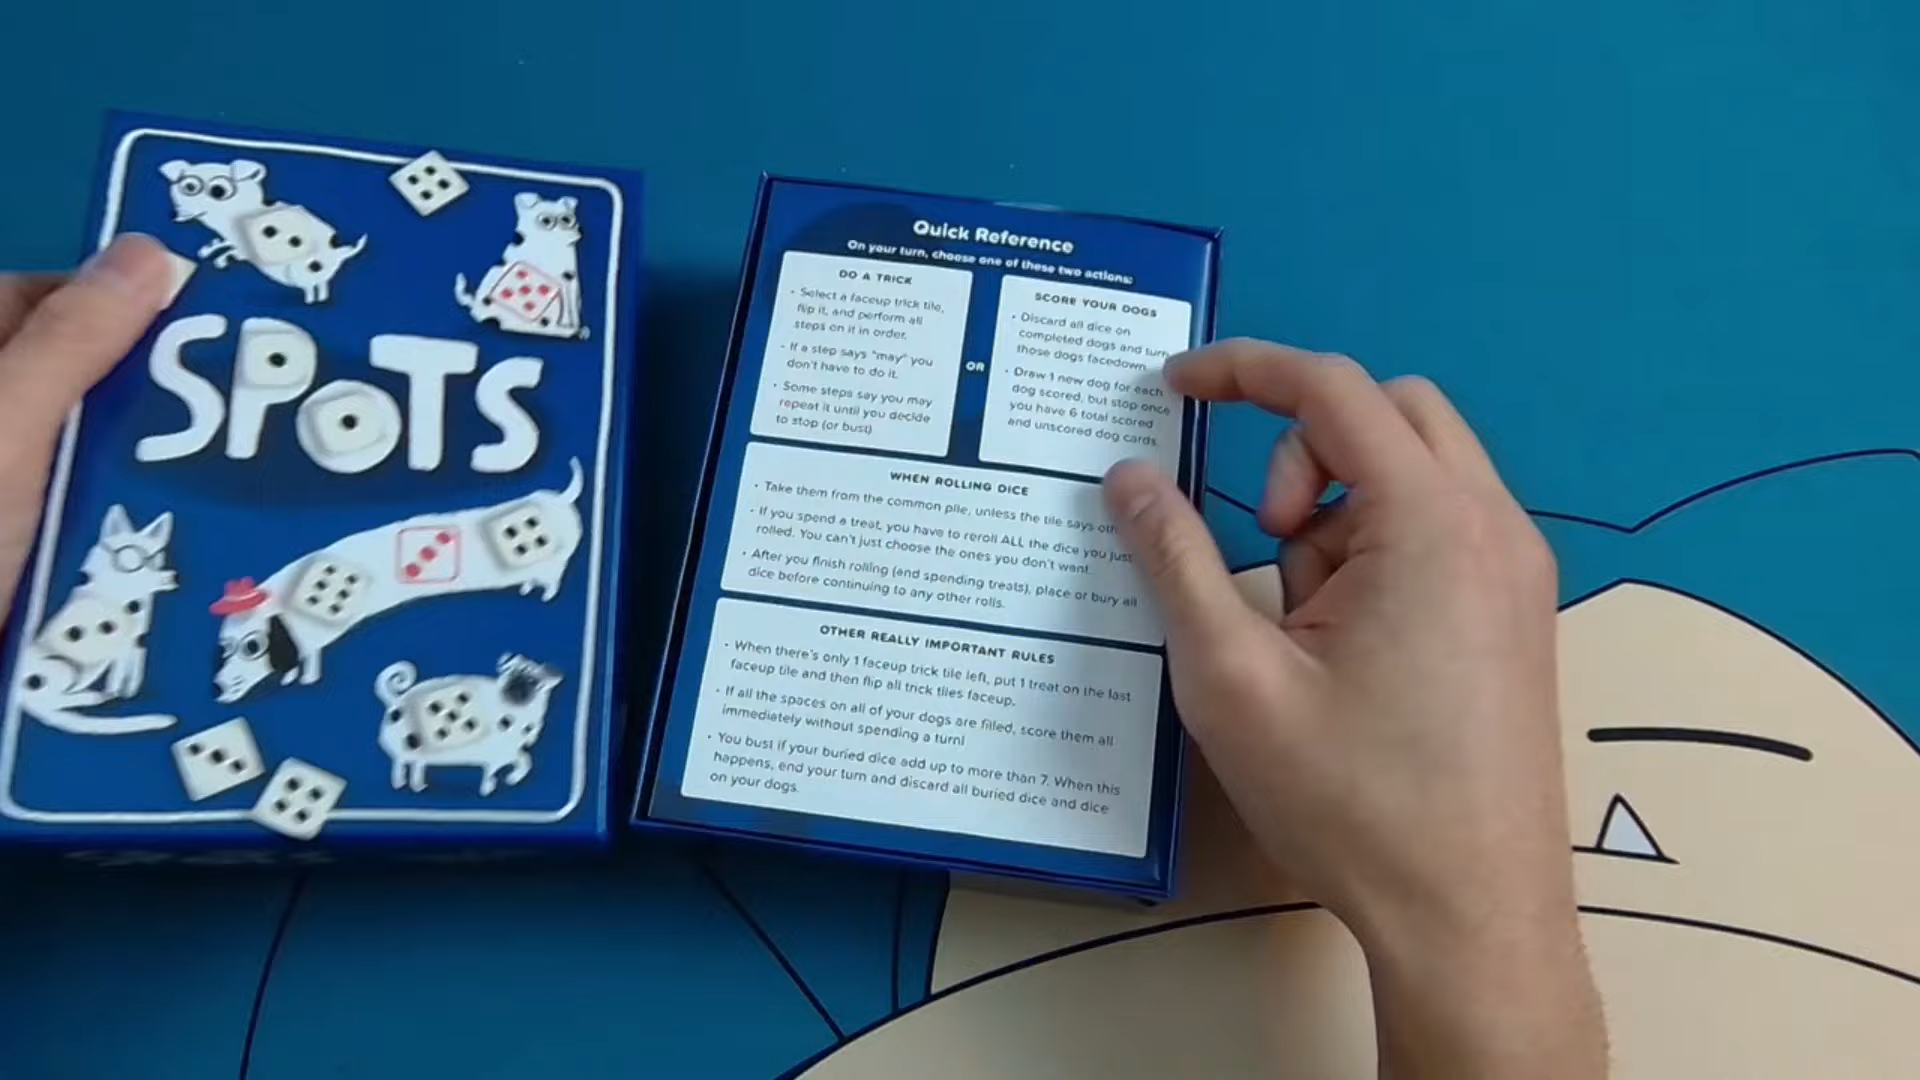 SPOTS
Quick Reference
On your turn, choose one of these two actions:
DO A TRICK
• Select a faceup trick tile,
flip it, and perform all
steps on it in order.
• If a step says "may" you
don't have to do it.
• Some steps say you may
repeat it until you decide
to stop (or bust)
OR
SCORE YOUR DOGS
• Discard all dice on
completed dogs and turn
those dogs facedown.
• Draw 1 new dog for each
dog scored, but stop once
you have 6 total scored
and unscored dog cards.
WHEN ROLLING DICE
• Take them from the common pile, unless the tile says
• If you spend a treat, you have to reroll ALL the dice you just
rolled. You can't just choose the ones you don't want.
• After you finish rolling (and spending treats), place or bury all
dice before continuing to any other rolls.
OTHER REALLY IMPORTANT RULES
• When there's only 1 faceup trick tile left, put 1 treat on the last
faceup tile and then flip all trick tiles faceup.
• If all the spaces on all of your dogs are filled, score them all
immediately without spending a turn!
• You bust if your buried dice add up to more than 7. When this
happens, end your turn and discard all buried dice and dice
on your dogs.